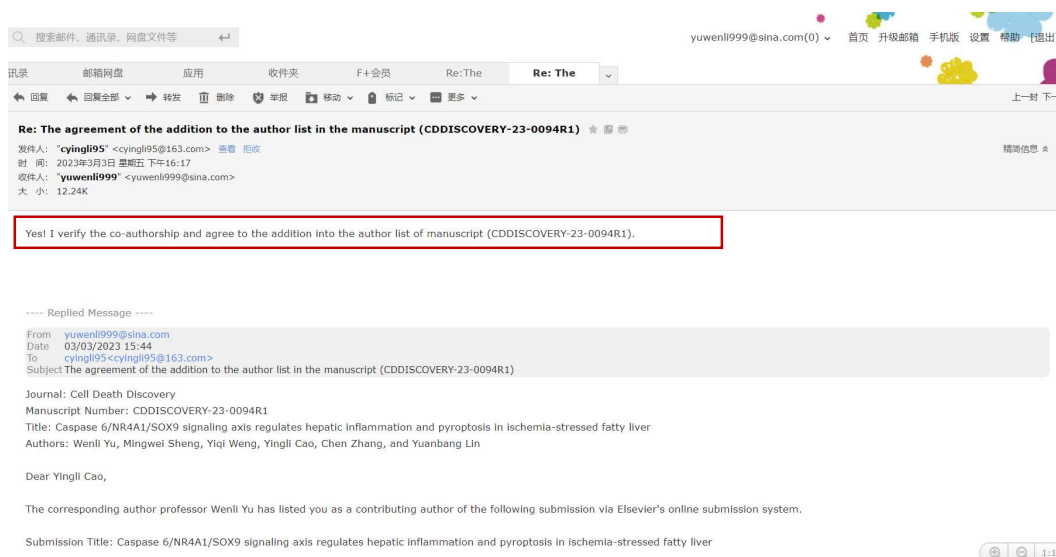 搜索邮件、通讯录、网盘文件等
yuwenli999@sina.com(0) 首页 升级邮箱 手机版 设置 帮助 [退出]
讯录 邮箱网盘 应用 收件夹 F+会员 Re:The Re: The
回复 回复全部 转发 删除 举报 移动 标记 更多 上一封 下一
Re: The agreement of the addition to the author list in the manuscript (CDDISCOVERY-23-0094R1)
发件人: "cyingli95" <cyingli95@163.com> 查看 拒收 精简信息
时 间: 2023年3月3日 星期五 下午16:17
收件人: "yuwenli999" <yuwenli999@sina.com>
大 小: 12.24K
Yes! I verify the co-authorship and agree to the addition into the author list of manuscript (CDDISCOVERY-23-0094R1).
---- Replied Message ----
From yuwenli999@sina.com
Date 03/03/2023 15:44
To cyingli95<cyingli95@163.com>
Subject The agreement of the addition to the author list in the manuscript (CDDISCOVERY-23-0094R1)
Journal: Cell Death Discovery
Manuscript Number: CDDISCOVERY-23-0094R1
Title: Caspase 6/NR4A1/SOX9 signaling axis regulates hepatic inflammation and pyroptosis in ischemia-stressed fatty liver
Authors: Wenli Yu, Mingwei Sheng, Yiqi Weng, Yingli Cao, Chen Zhang, and Yuanbang Lin
Dear Yingli Cao,
The corresponding author professor Wenli Yu has listed you as a contributing author of the following submission via Elsevier's online submission system.
Submission Title: Caspase 6/NR4A1/SOX9 signaling axis regulates hepatic inflammation and pyroptosis in ischemia-stressed fatty liver
1:1